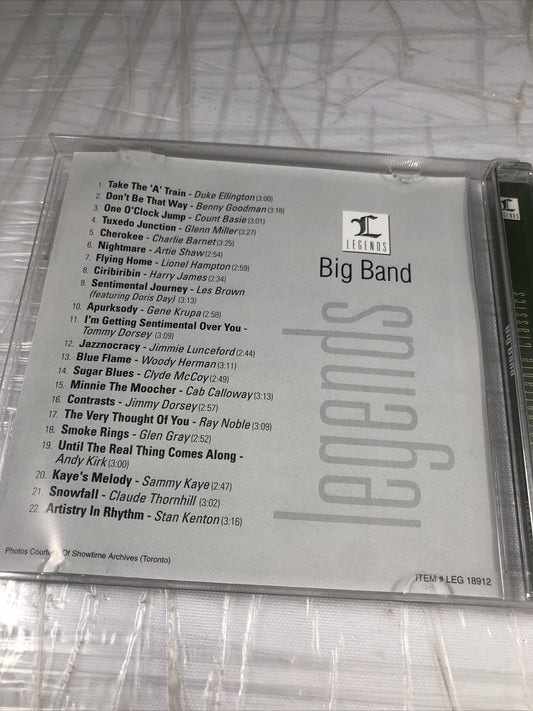 1. Take The 'A' Train - Duke Ellington (3:00)
2. Don't Be That Way - Benny Goodman (3:18)
3. One O'Clock Jump - Count Basie (3:01)
4. Tuxedo Junction - Glenn Miller (3:27)
5. Cherokee - Charlie Barnet (3:25)
6. Nightmare - Artie Shaw (2:54)
7. Flying Home - Lionel Hampton (2:59)
8. Ciribiribin - Harry James (2:34)
9. Sentimental Journey - Les Brown
(featuring Doris Day) (3:13)
10. Apurksody - Gene Krupa (2:58)
11. I'm Getting Sentimental Over You -
Tommy Dorsey (3:09)
12. Jazznocracy - Jimmie Lunceford (2:44)
13. Blue Flame - Woody Herman (3:11)
14. Sugar Blues - Clyde McCoy (2:49)
15. Minnie The Moocher - Cab Calloway (3:13)
16. Contrasts - Jimmy Dorsey (2:57)
17. The Very Thought Of You - Ray Noble (3:09)
18. Smoke Rings - Glen Gray (2:52)
19. Until The Real Thing Comes Along -
Andy Kirk (3:00)
20. Kaye's Melody - Sammy Kaye (2:47)
21. Snowfall - Claude Thornhill (3:02)
22. Artistry In Rhythm - Stan Kenton (3:16)
L
LEGENDS
Big Band
legends
Photos Courtesy Of Showtime Archives (Toronto)
ITEM # LEG 18912
L
LEGENDS
Big Band
classics